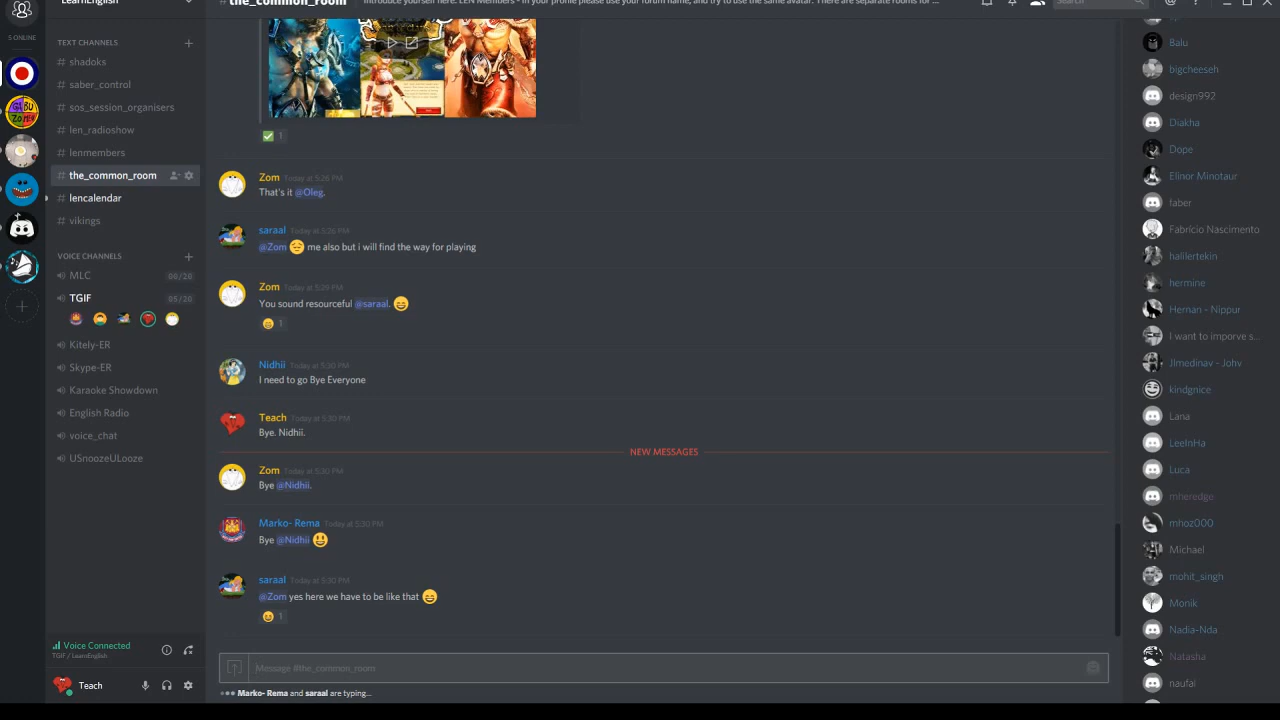 LearnEnglish
5 ONLINE
TEXT CHANNELS
# shadoks
# saber_control
# sos_session_organisers
# len_radioshow
# lenmembers
# the_common_room
# lencalendar
# vikings
VOICE CHANNELS
MLC 00/26
TGIF 05/20
Kitely-ER
Skype-ER
Karaoke Showdown
English Radio
voice_chat
USnoozeULooze
Voice Connected
TGIF / LearnEnglish
Teach
#the_common_room
Introduce yourself here. LEN Members - In your profile please use your forum name, and try to use the same avatar. There are separate rooms for ...
Search
1
Zom Today at 5:26 PM
That's it @Oleg.
saraal Today at 5:26 PM
@Zom 😔 me also but i will find the way for playing
Zom Today at 5:29 PM
You sound resourceful @saraal. 😄
1
Nidhii Today at 5:30 PM
I need to go Bye Everyone
Teach Today at 5:30 PM
Bye. Nidhii.
NEW MESSAGES
Zom Today at 5:30 PM
Bye @Nidhii.
Marko- Rema Today at 5:30 PM
Bye @Nidhii 😃
saraal Today at 5:30 PM
@Zom yes here we have to be like that 😄
1
Message #the_common_room
Marko- Rema and saraal are typing...
Balu
bigcheeseh
design992
Diakha
Dope
Elinor Minotaur
faber
Fabrício Nascimento
halilertekin
hermine
Hernan - Nippur
I want to imporve s...
Jlmedinav - Johv
kindgnice
Lana
LeeInHa
Luca
mheredge
mhoz000
Michael
mohit_singh
Monik
Nadia-Nda
Natasha
naufai